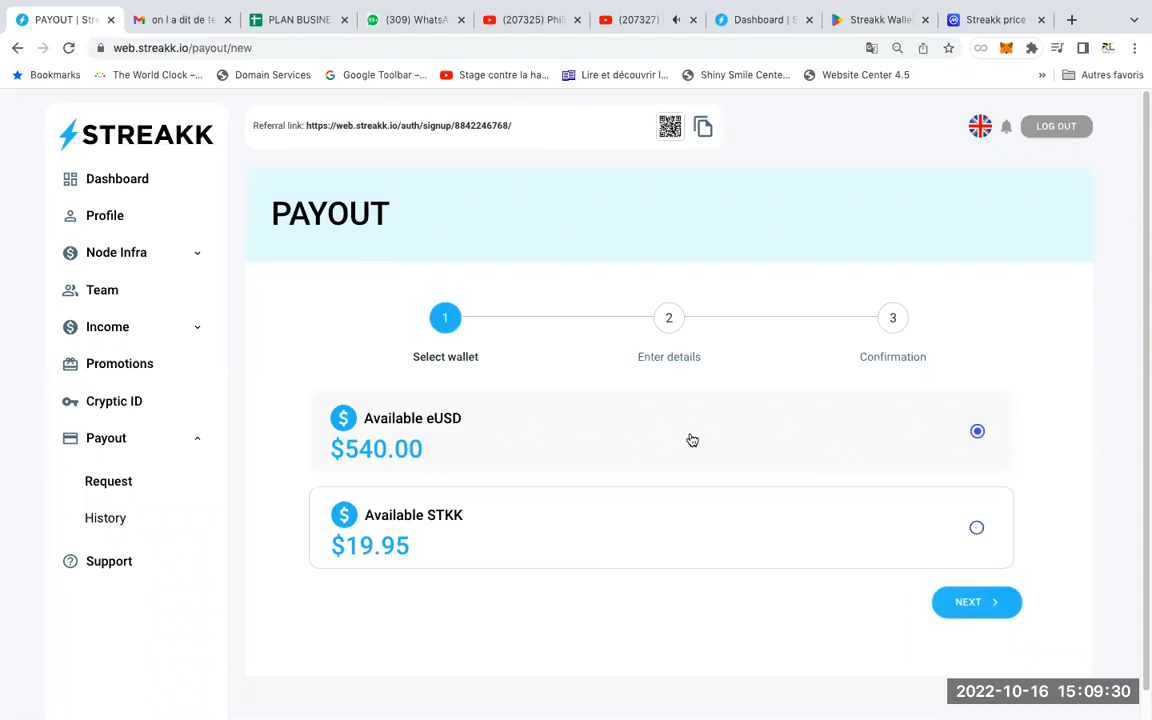 PAYOUT | Stre
on l a dit de te
PLAN BUSINE
(309) WhatsA
(207325) Phi
(207327)
Dashboard | S
Streakk Walle
Streakk price
web.streakk.io/payout/new
Bookmarks
The World Clock –...
Domain Services
Google Toolbar –...
Stage contre la ha...
Lire et découvrir l'...
Shiny Smile Cente...
Website Center 4.5
»
Autres favoris
STREAKK
Referral link: https://web.streakk.io/auth/signup/8842246768/
LOG OUT
Dashboard
Profile
Node Infra
Team
Income
Promotions
Cryptic ID
Payout
Request
History
Support
PAYOUT
1
2
3
Select wallet
Enter details
Confirmation
$ Available eUSD
$540.00
$ Available STKK
$19.95
NEXT
2022-10-16 15:09:30